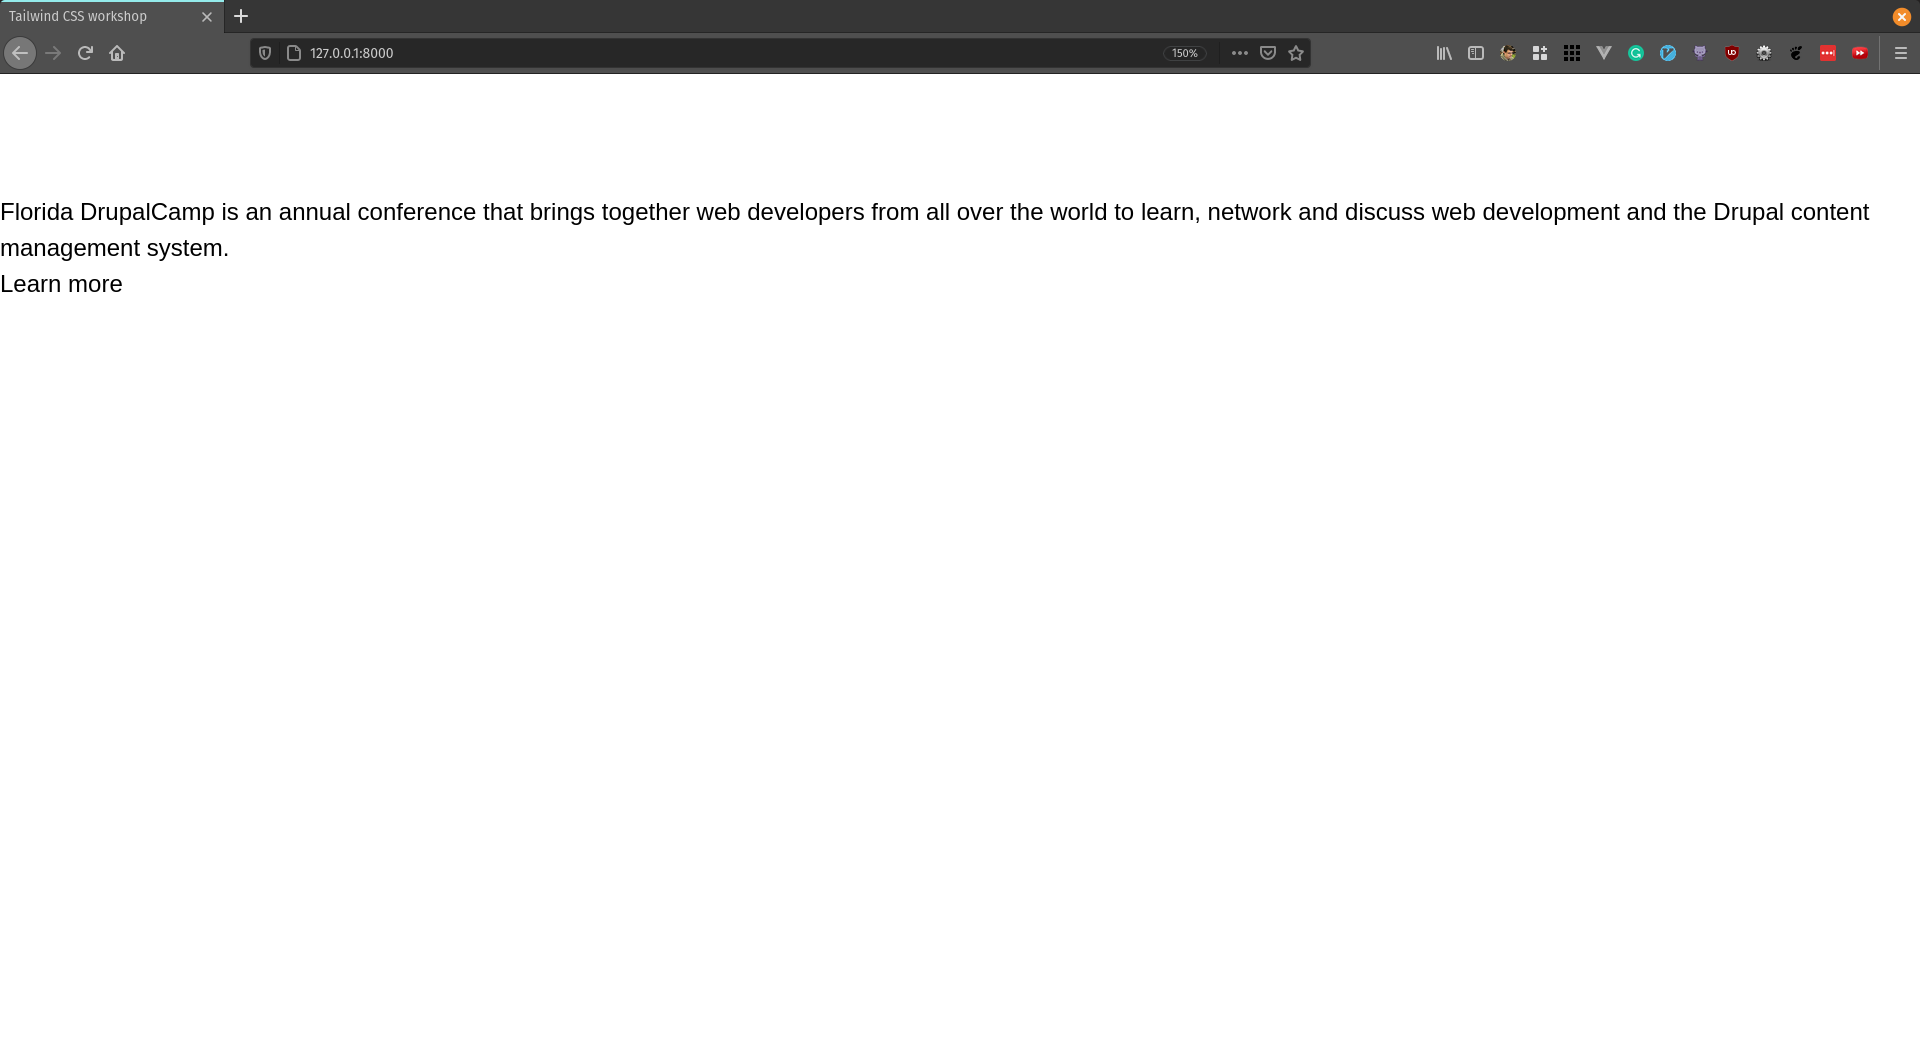 Tailwind CSS workshop
127.0.0.1:8000
150%
Florida DrupalCamp is an annual conference that brings together web developers from all over the world to learn, network and discuss web development and the Drupal content
management system.
Learn more